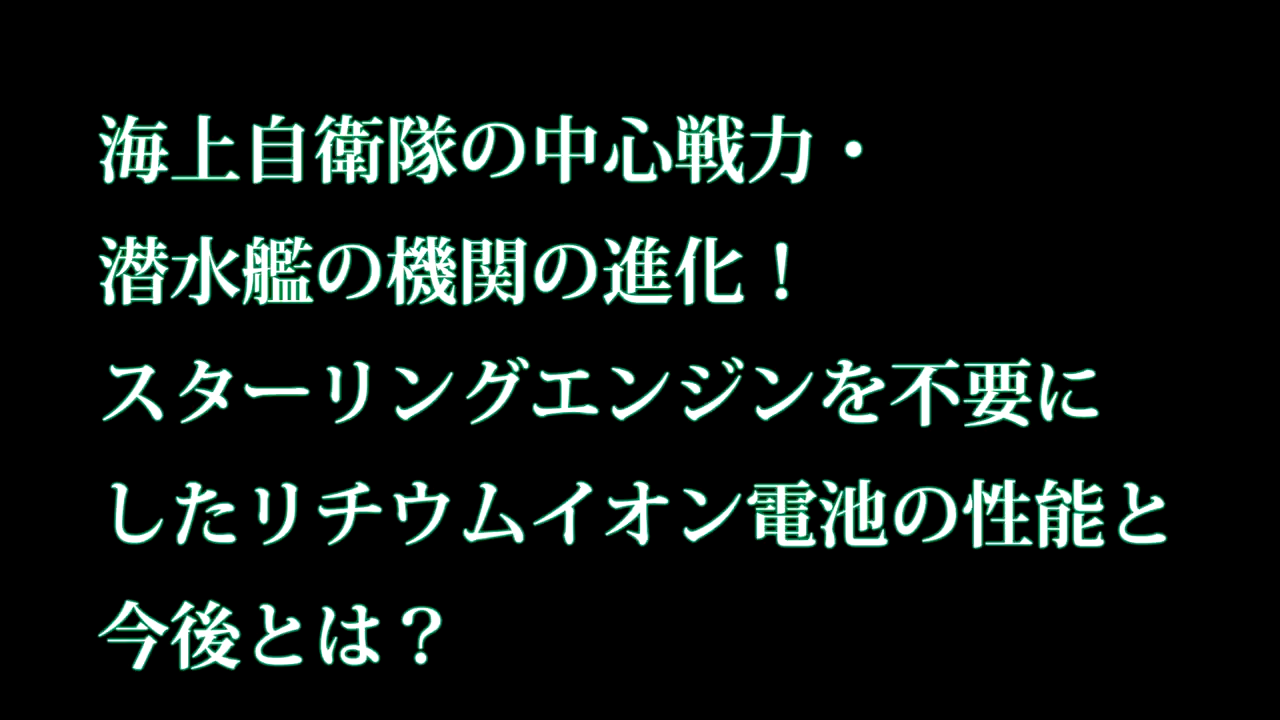 海上自衛隊の中心戦力・
潜水艦の機関の進化！
スターリングエンジンを不要に
したリチウムイオン電池の性能と
今後とは？